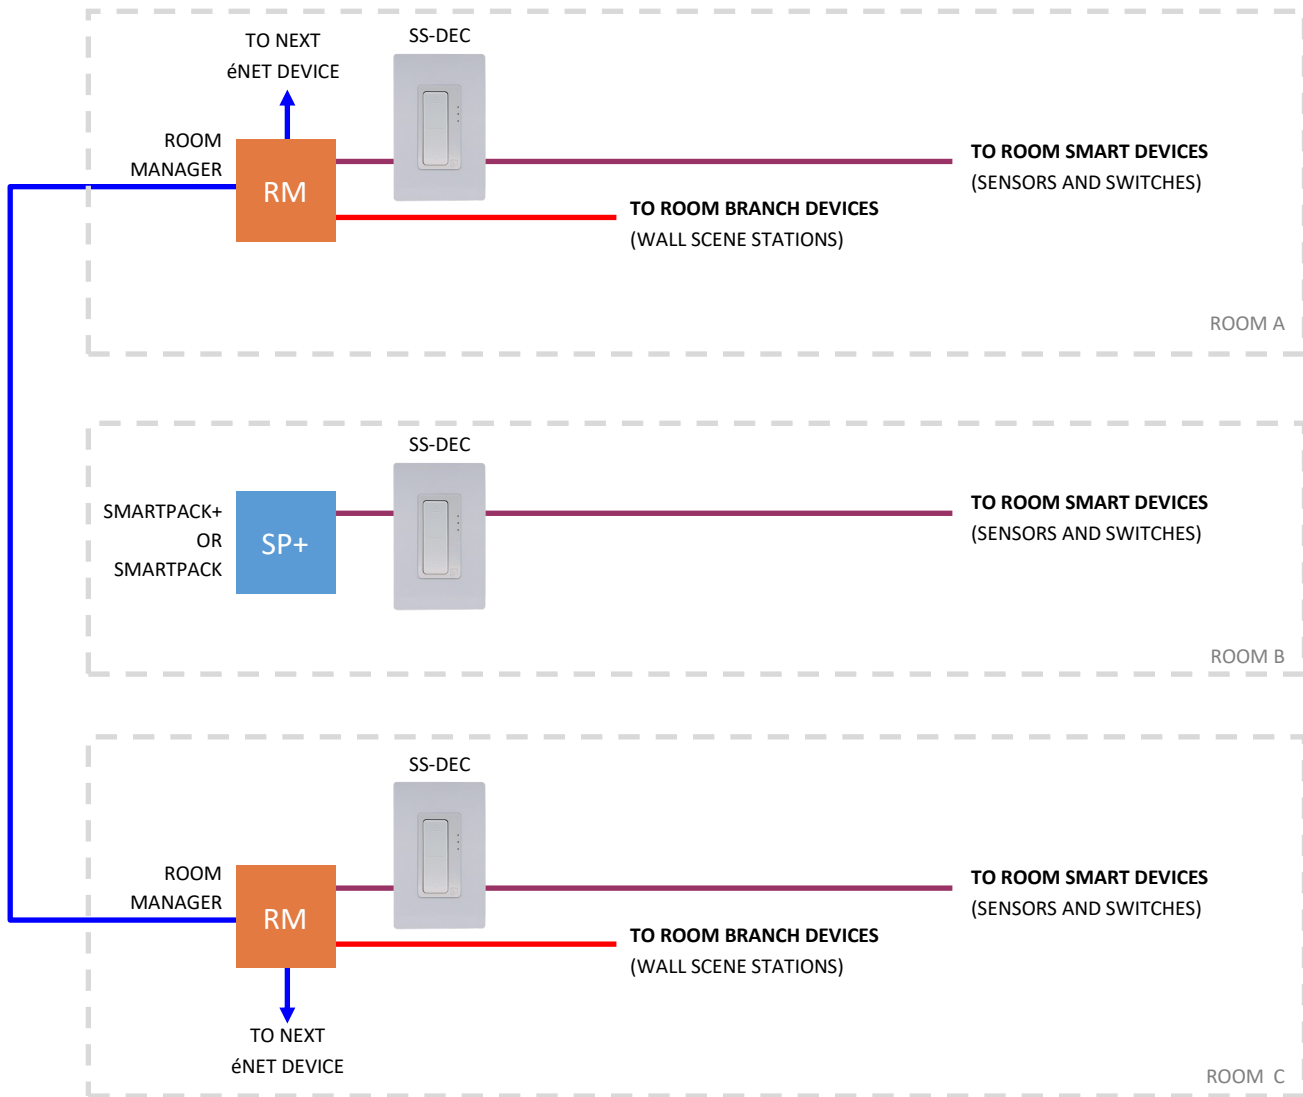 TO NEXT
éNET DEVICE
SS-DEC
ROOM
MANAGER
RM
TO ROOM SMART DEVICES
(SENSORS AND SWITCHES)
TO ROOM BRANCH DEVICES
(WALL SCENE STATIONS)
ROOM A
SS-DEC
SMARTPACK+
OR
SMARTPACK
SP+
TO ROOM SMART DEVICES
(SENSORS AND SWITCHES)
ROOM B
SS-DEC
ROOM
MANAGER
RM
TO ROOM SMART DEVICES
(SENSORS AND SWITCHES)
TO ROOM BRANCH DEVICES
(WALL SCENE STATIONS)
TO NEXT
éNET DEVICE
ROOM C